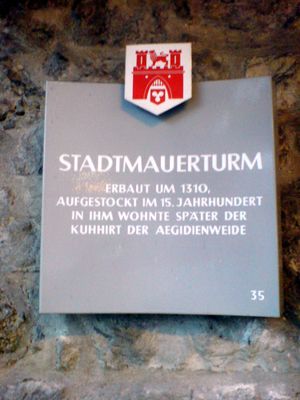 STADTMAUERTURM
ERBAUT UM 1310,
AUFGESTOCKT IM 15. JAHRHUNDERT
IN IHM WOHNTE SPÄTER DER
KUHHIRT DER AEGIDIENWEIDE
35